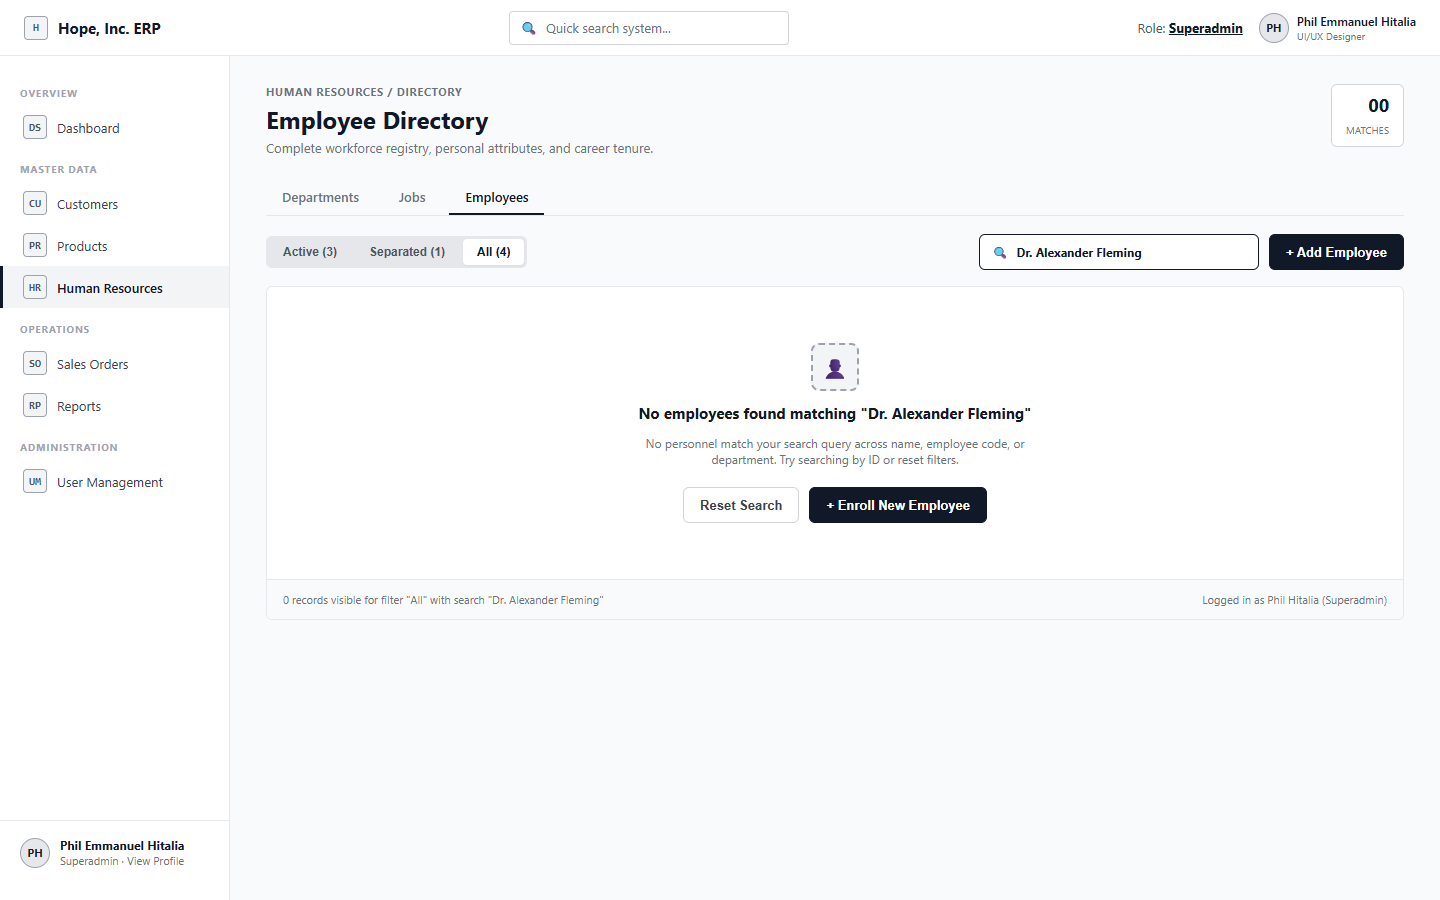 H
Hope, Inc. ERP
Quick search system...
Role: Superadmin
PH
Phil Emmanuel Hitalia
UI/UX Designer
OVERVIEW
DS Dashboard
MASTER DATA
CU Customers
PR Products
HR Human Resources
OPERATIONS
SO Sales Orders
RP Reports
ADMINISTRATION
UM User Management
PH
Phil Emmanuel Hitalia
Superadmin · View Profile
HUMAN RESOURCES / DIRECTORY
Employee Directory
Complete workforce registry, personal attributes, and career tenure.
00
MATCHES
Departments Jobs Employees
Active (3) Separated (1) All (4)
Dr. Alexander Fleming
+ Add Employee
No employees found matching "Dr. Alexander Fleming"
No personnel match your search query across name, employee code, or
department. Try searching by ID or reset filters.
Reset Search
+ Enroll New Employee
0 records visible for filter "All" with search "Dr. Alexander Fleming"
Logged in as Phil Hitalia (Superadmin)